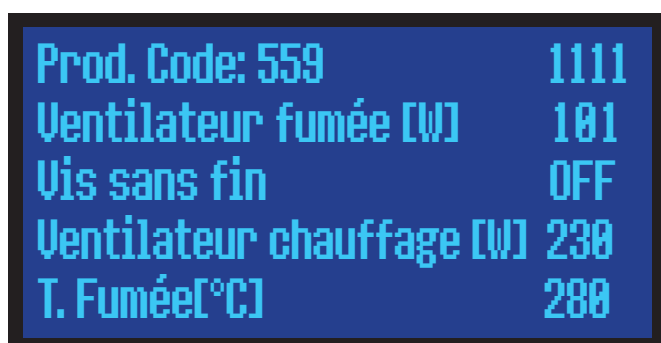 Prod. Code: 559 1111
Ventilateur fumée [W] 101
Vis sans fin OFF
Ventilateur chauffage [W] 230
T. Fumée[°C] 280